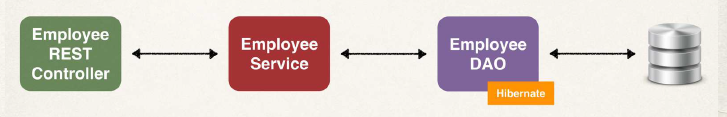 Employee
REST
Controller
Employee
Service
Employee
DAO
Hibernate